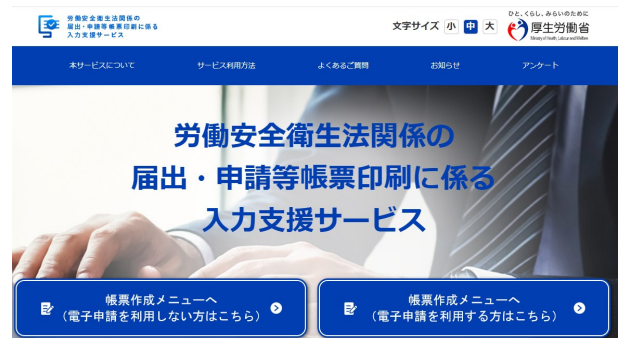 労働安全衛生法関係の
届出・申請等帳票印刷に係る
入力支援サービス
文字サイズ 小 中 大
ひと、くらし、みらいのために
厚生労働省
Ministry of Health, Labour and Welfare
本サービスについて サービス利用方法 よくあるご質問 お知らせ アンケート
労働安全衛生法関係の
届出・申請等帳票印刷に係る
入力支援サービス
帳票作成メニューへ
（電子申請を利用しない方はこちら）
帳票作成メニューへ
（電子申請を利用する方はこちら）